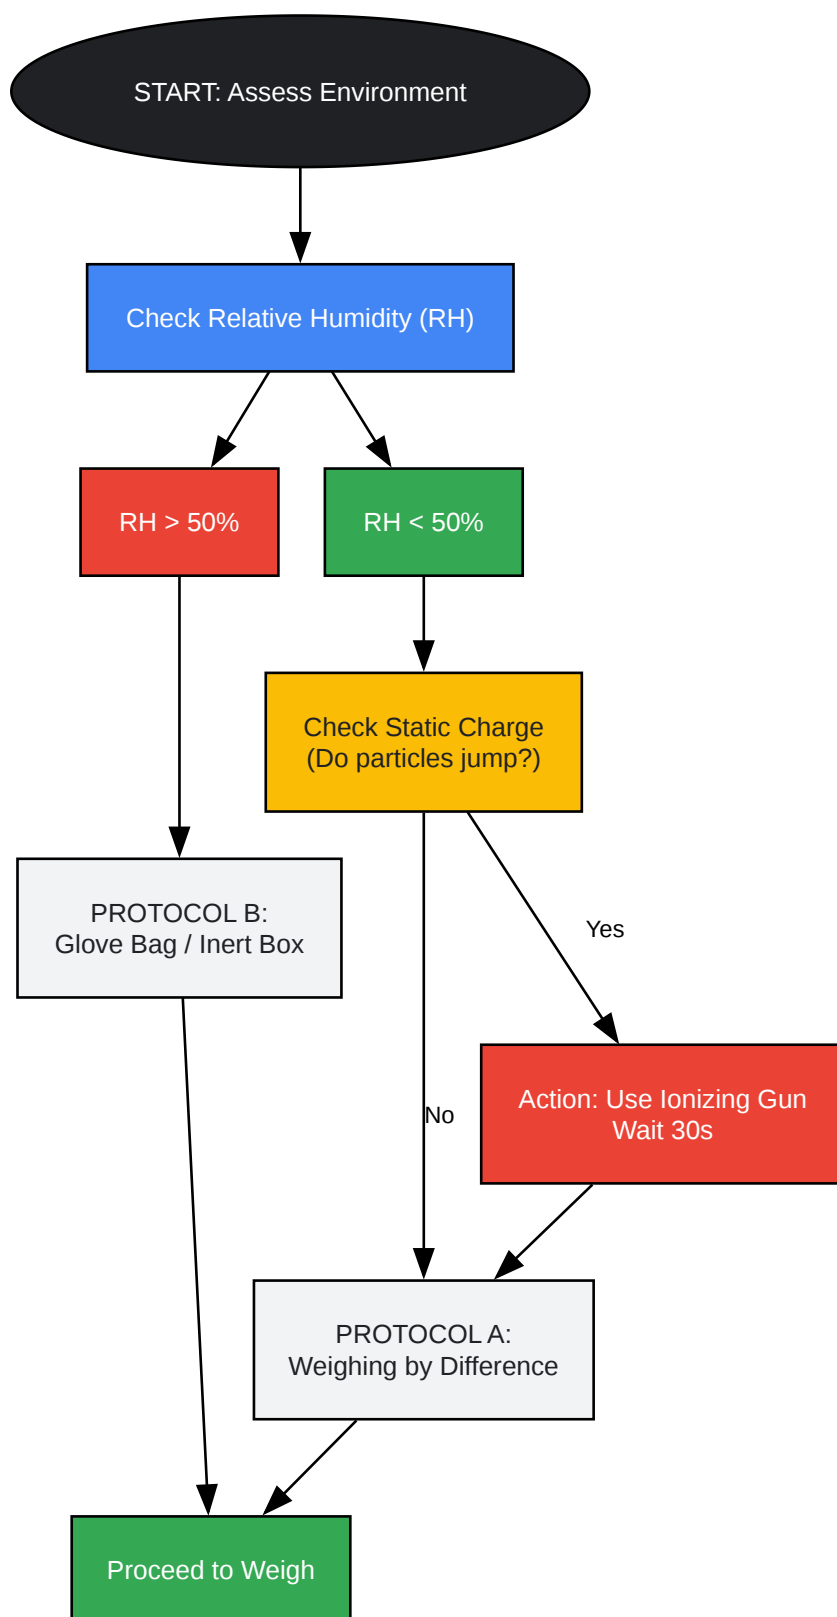 START: Assess Environment
Check Relative Humidity (RH)
RH > 50%
RH < 50%
Check Static Charge
(Do particles jump?)
PROTOCOL B:
Glove Bag / Inert Box
Yes
Action: Use Ionizing Gun
Wait 30s
No
PROTOCOL A:
Weighing by Difference
Proceed to Weigh